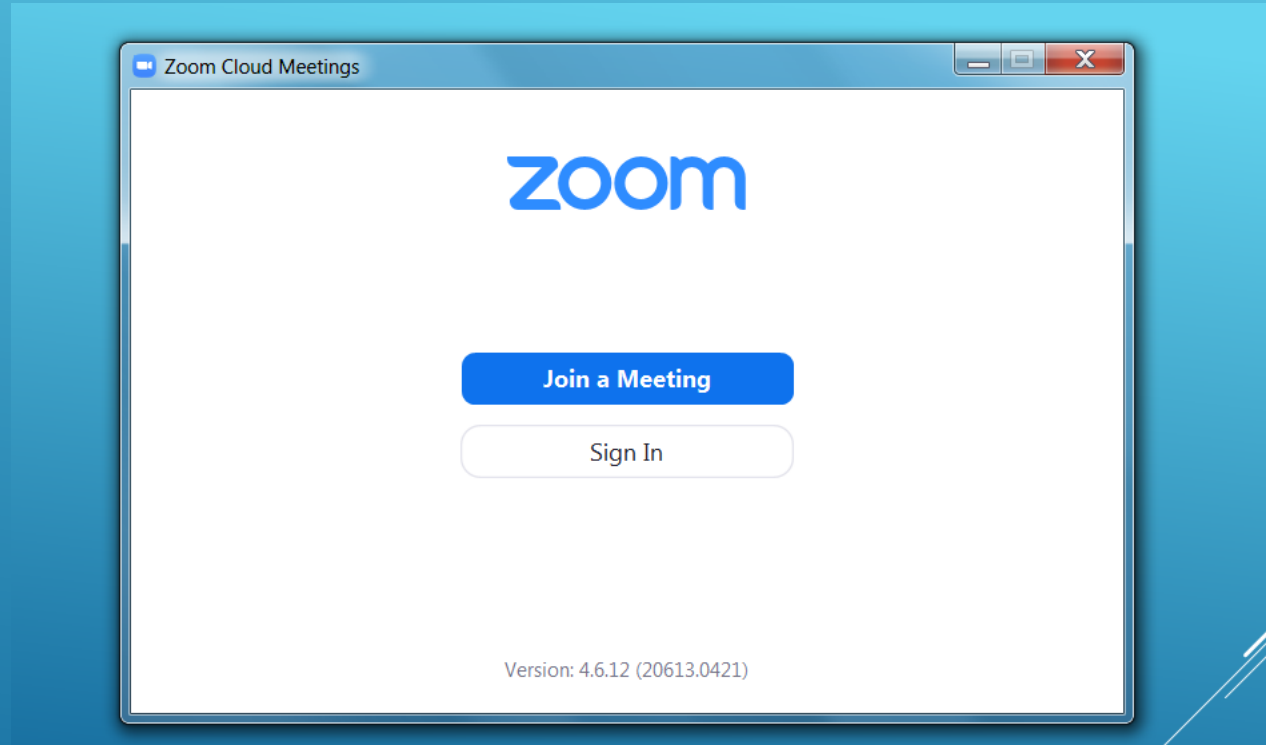 Zoom Cloud Meetings
zoom
Join a Meeting
Sign In
Version: 4.6.12 (20613.0421)